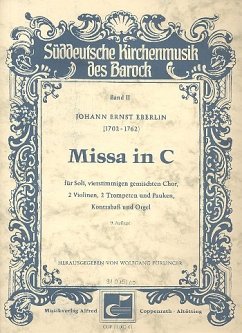 Süddeutsche Kirchenmusik
des Barock
Band II
JOHANN ERNST EBERLIN
(1702-1762)
Missa in C
für Soli, vierstimmigen gemischten Chor,
2 Violinen, 2 Trompeten und Pauken,
Kontrabaß und Orgel
HERAUSGEGEBEN VON WOLFGANG FÜRLINGER
Musikverlag Alfred
Coppenrath · Altötting